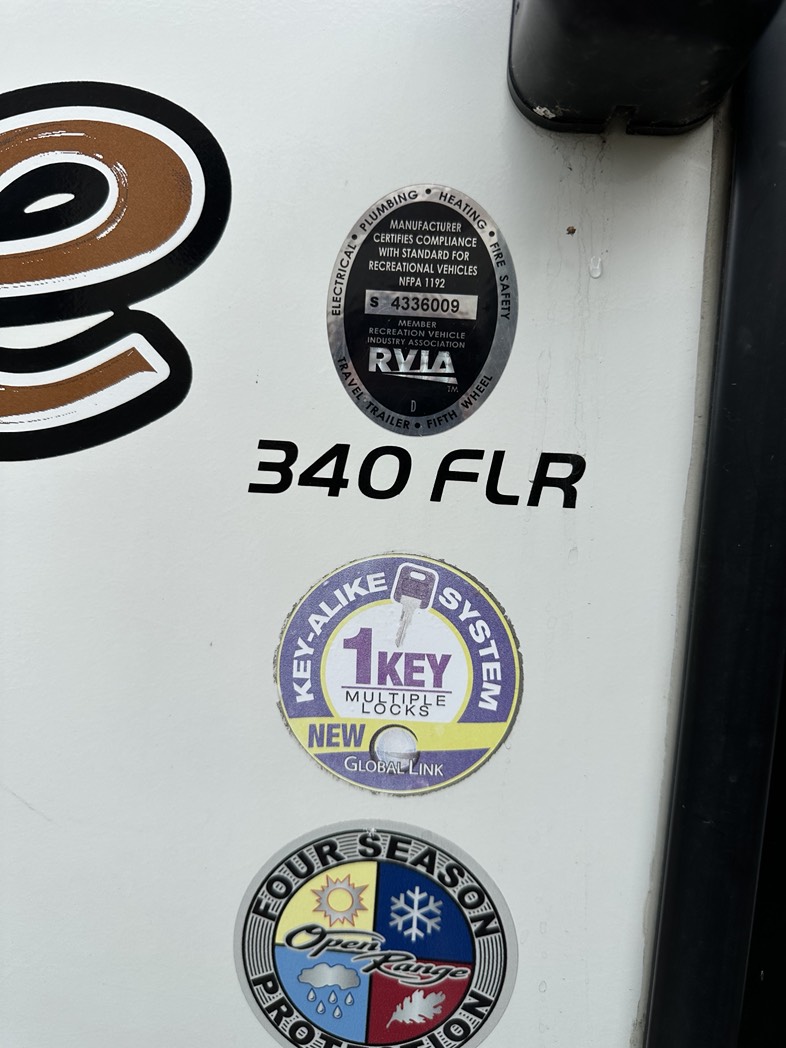 e
ELECTRICAL • PLUMBING • HEATING • FIRE SAFETY
MANUFACTURER
CERTIFIES COMPLIANCE
WITH STANDARD FOR
RECREATIONAL VEHICLES
NFPA 1192
S 4336009
MEMBER
RECREATION VEHICLE
INDUSTRY ASSOCIATION
RVIA
TM
D
TRAVEL TRAILER • FIFTH WHEEL
340 FLR
KEY-ALIKE SYSTEM
1KEY
MULTIPLE
LOCKS
NEW
GLOBAL LINK
FOUR SEASON
Open Range
PROTECTION